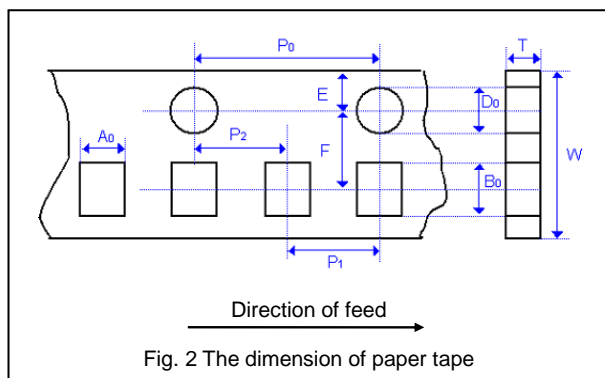 P0
T
E
D0
A0
P2
F
W
B0
P1
Direction of feed
Fig. 2 The dimension of paper tape